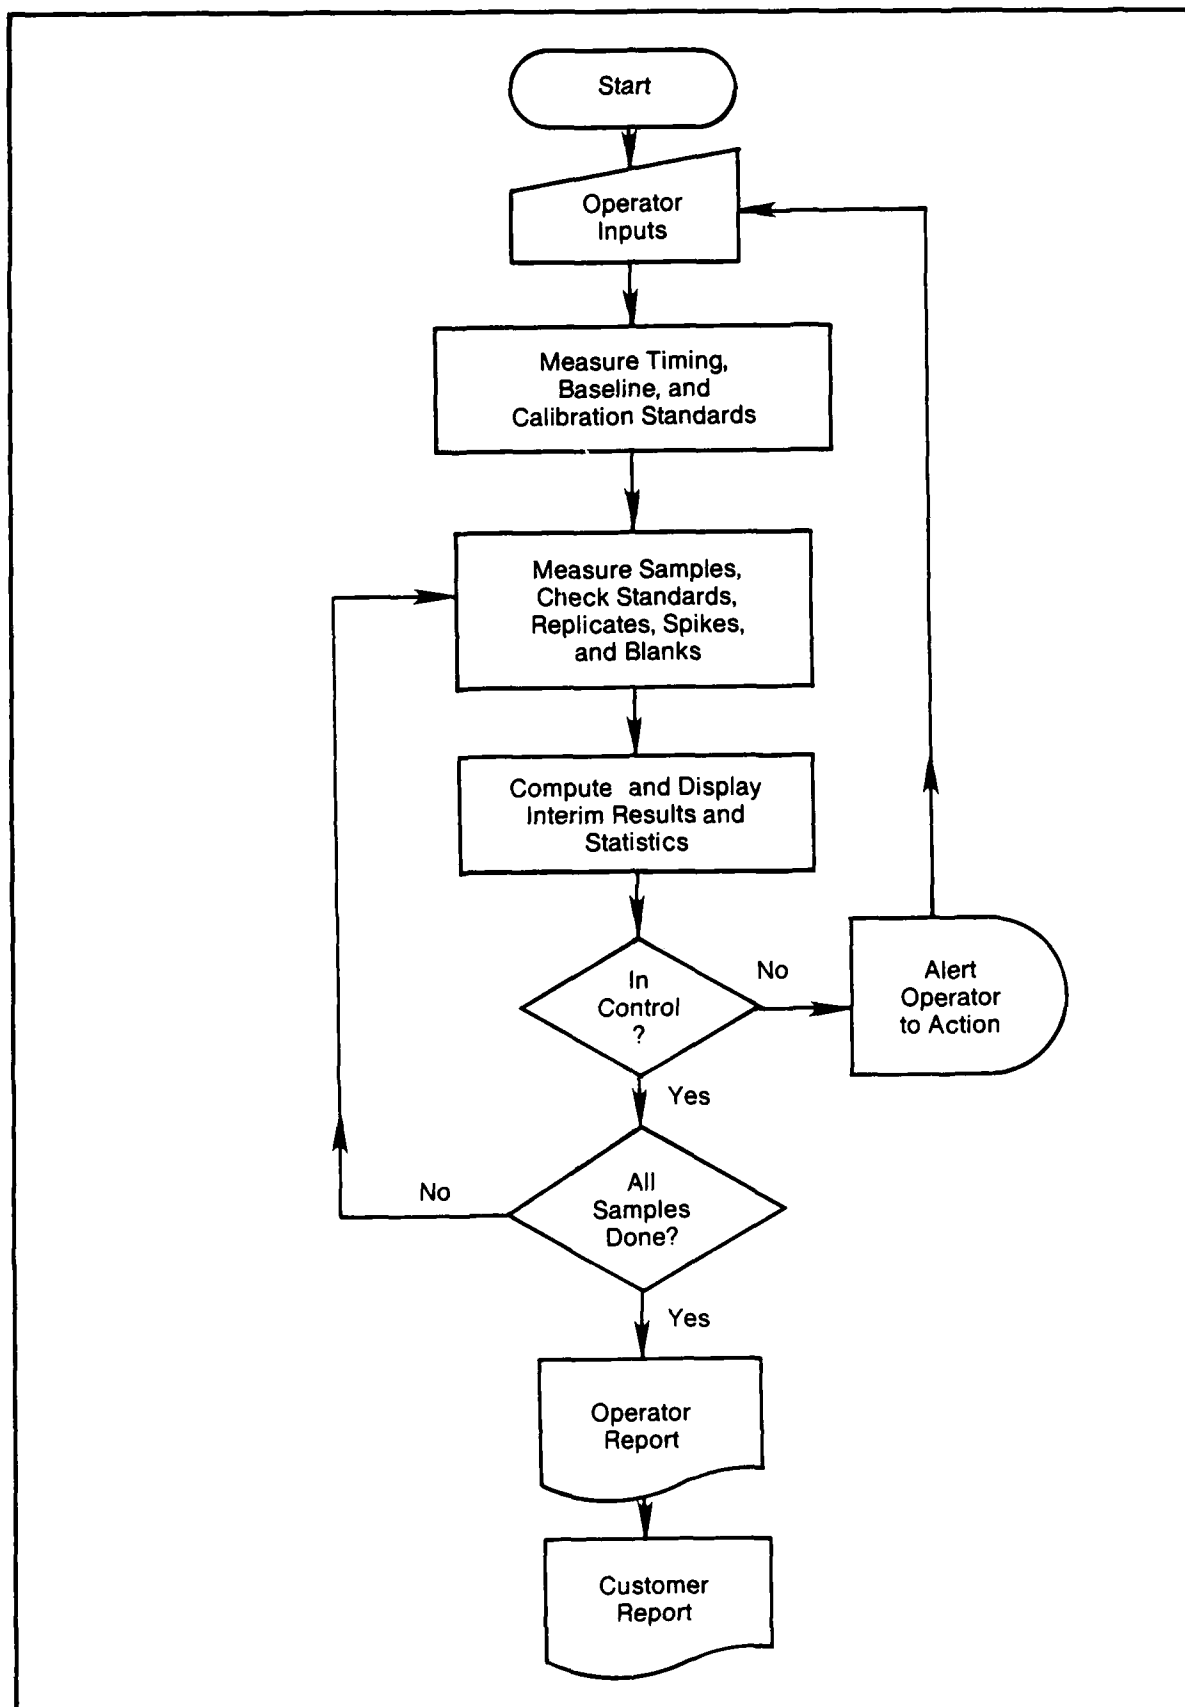 Start
Operator
Inputs
Measure Timing,
Baseline, and
Calibration Standards
Measure Samples,
Check Standards,
Replicates, Spikes,
and Blanks
Compute and Display
Interim Results and
Statistics
In
Control
?
No
Alert
Operator
to Action
Yes
All
Samples
Done?
No
Yes
Operator
Report
Customer
Report